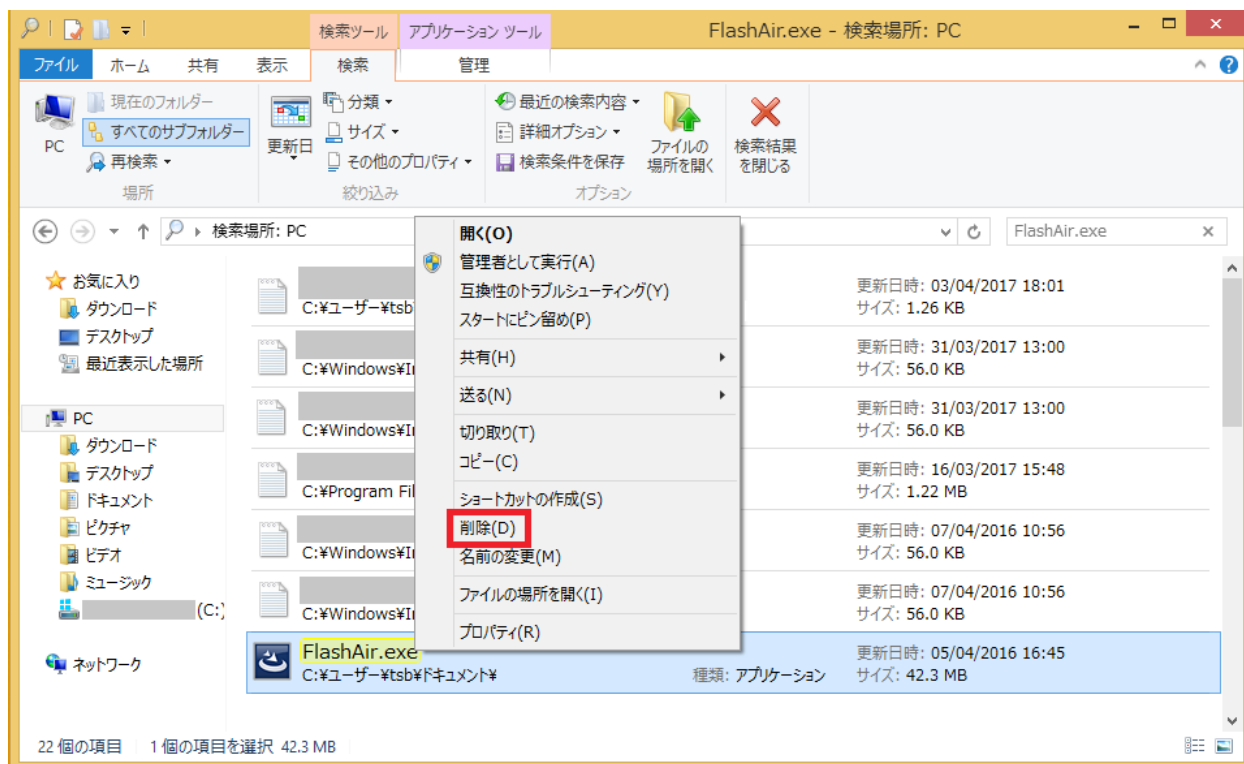 検索ツール アプリケーション ツール FlashAir.exe - 検索場所: PC
ファイル ホーム 共有 表示 検索 管理
PC
現在のフォルダー
すべてのサブフォルダー
再検索
場所
更新日
分類
サイズ
その他のプロパティ
絞り込み
最近の検索内容
詳細オプション
検索条件を保存
オプション
ファイルの
場所を開く
検索結果
を閉じる
検索場所: PC
FlashAir.exe
お気に入り
ダウンロード
デスクトップ
最近表示した場所
PC
ダウンロード
デスクトップ
ドキュメント
ピクチャ
ビデオ
ミュージック
(C:)
ネットワーク
C:¥ユーザー¥tsb
更新日時: 03/04/2017 18:01
サイズ: 1.26 KB
C:¥Windows¥
更新日時: 31/03/2017 13:00
サイズ: 56.0 KB
C:¥Windows¥
更新日時: 31/03/2017 13:00
サイズ: 56.0 KB
C:¥Program Fil
更新日時: 16/03/2017 15:48
サイズ: 1.22 MB
C:¥Windows¥
更新日時: 07/04/2016 10:56
サイズ: 56.0 KB
C:¥Windows¥
更新日時: 07/04/2016 10:56
サイズ: 56.0 KB
FlashAir.exe
C:¥ユーザー¥tsb¥ドキュメント¥
種類: アプリケーション
更新日時: 05/04/2016 16:45
サイズ: 42.3 MB
開く(O)
管理者として実行(A)
互換性のトラブルシューティング(Y)
スタートにピン留め(P)
共有(H)
送る(N)
切り取り(T)
コピー(C)
ショートカットの作成(S)
削除(D)
名前の変更(M)
ファイルの場所を開く(I)
プロパティ(R)
22 個の項目 1 個の項目を選択 42.3 MB